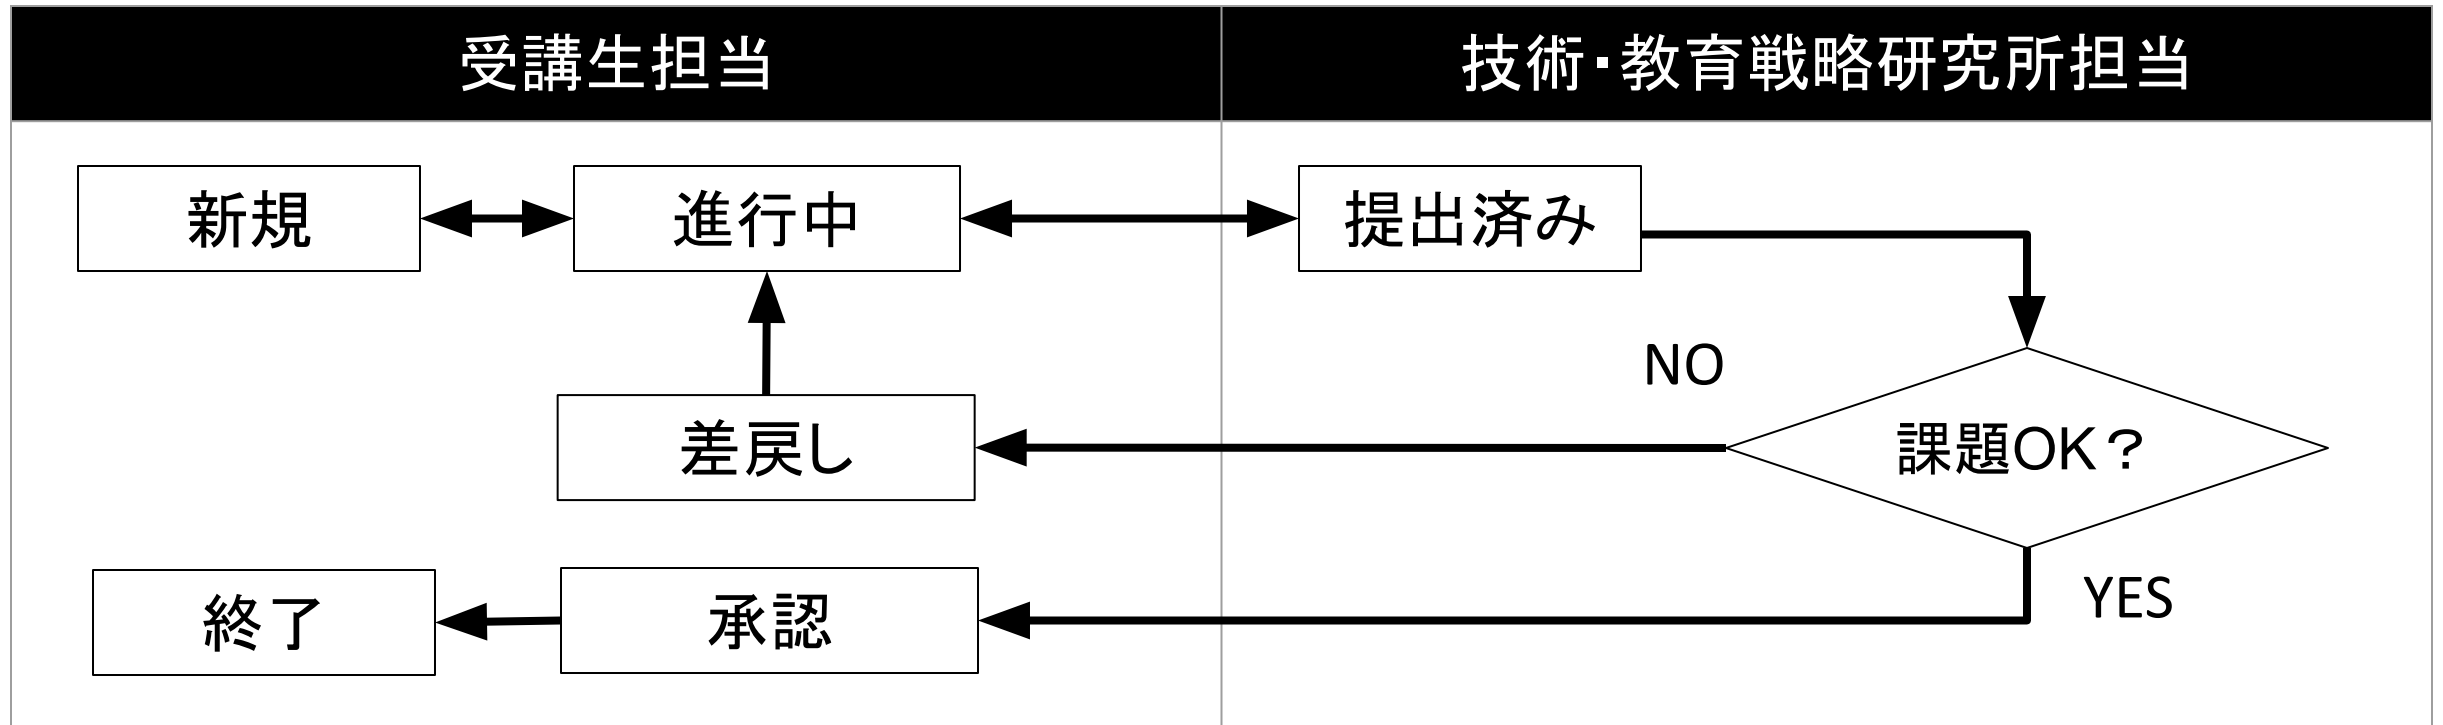 受講生担当
技術・教育戦略研究所担当
新規
進行中
提出済み
NO
差戻し
課題OK？
終了
承認
YES